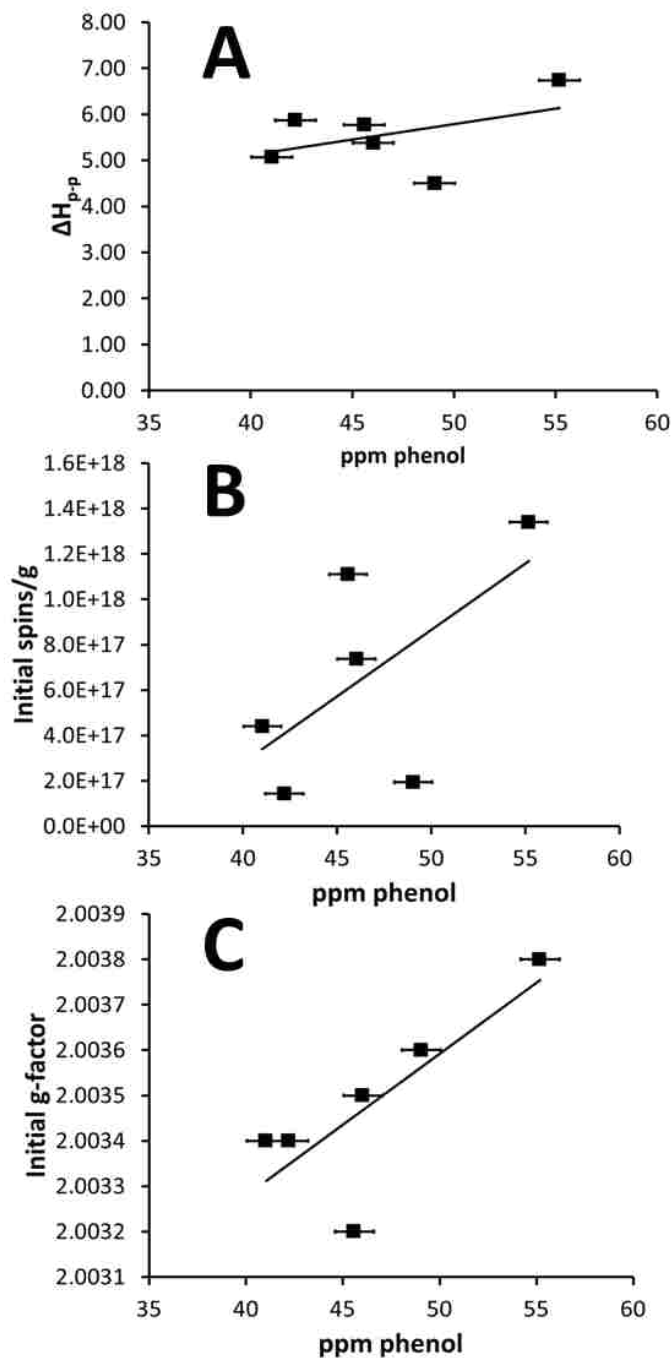 A
8.00
7.00
6.00
5.00
4.00
3.00
2.00
1.00
0.00
ΔHp-p
35 40 45 50 55 60
ppm phenol
B
1.6E+18
1.4E+18
1.2E+18
1.0E+18
8.0E+17
6.0E+17
4.0E+17
2.0E+17
0.0E+00
Initial spins/g
35 40 45 50 55 60
ppm phenol
C
2.0039
2.0038
2.0037
2.0036
2.0035
2.0034
2.0033
2.0032
2.0031
Initial g-factor
35 40 45 50 55 60
ppm phenol